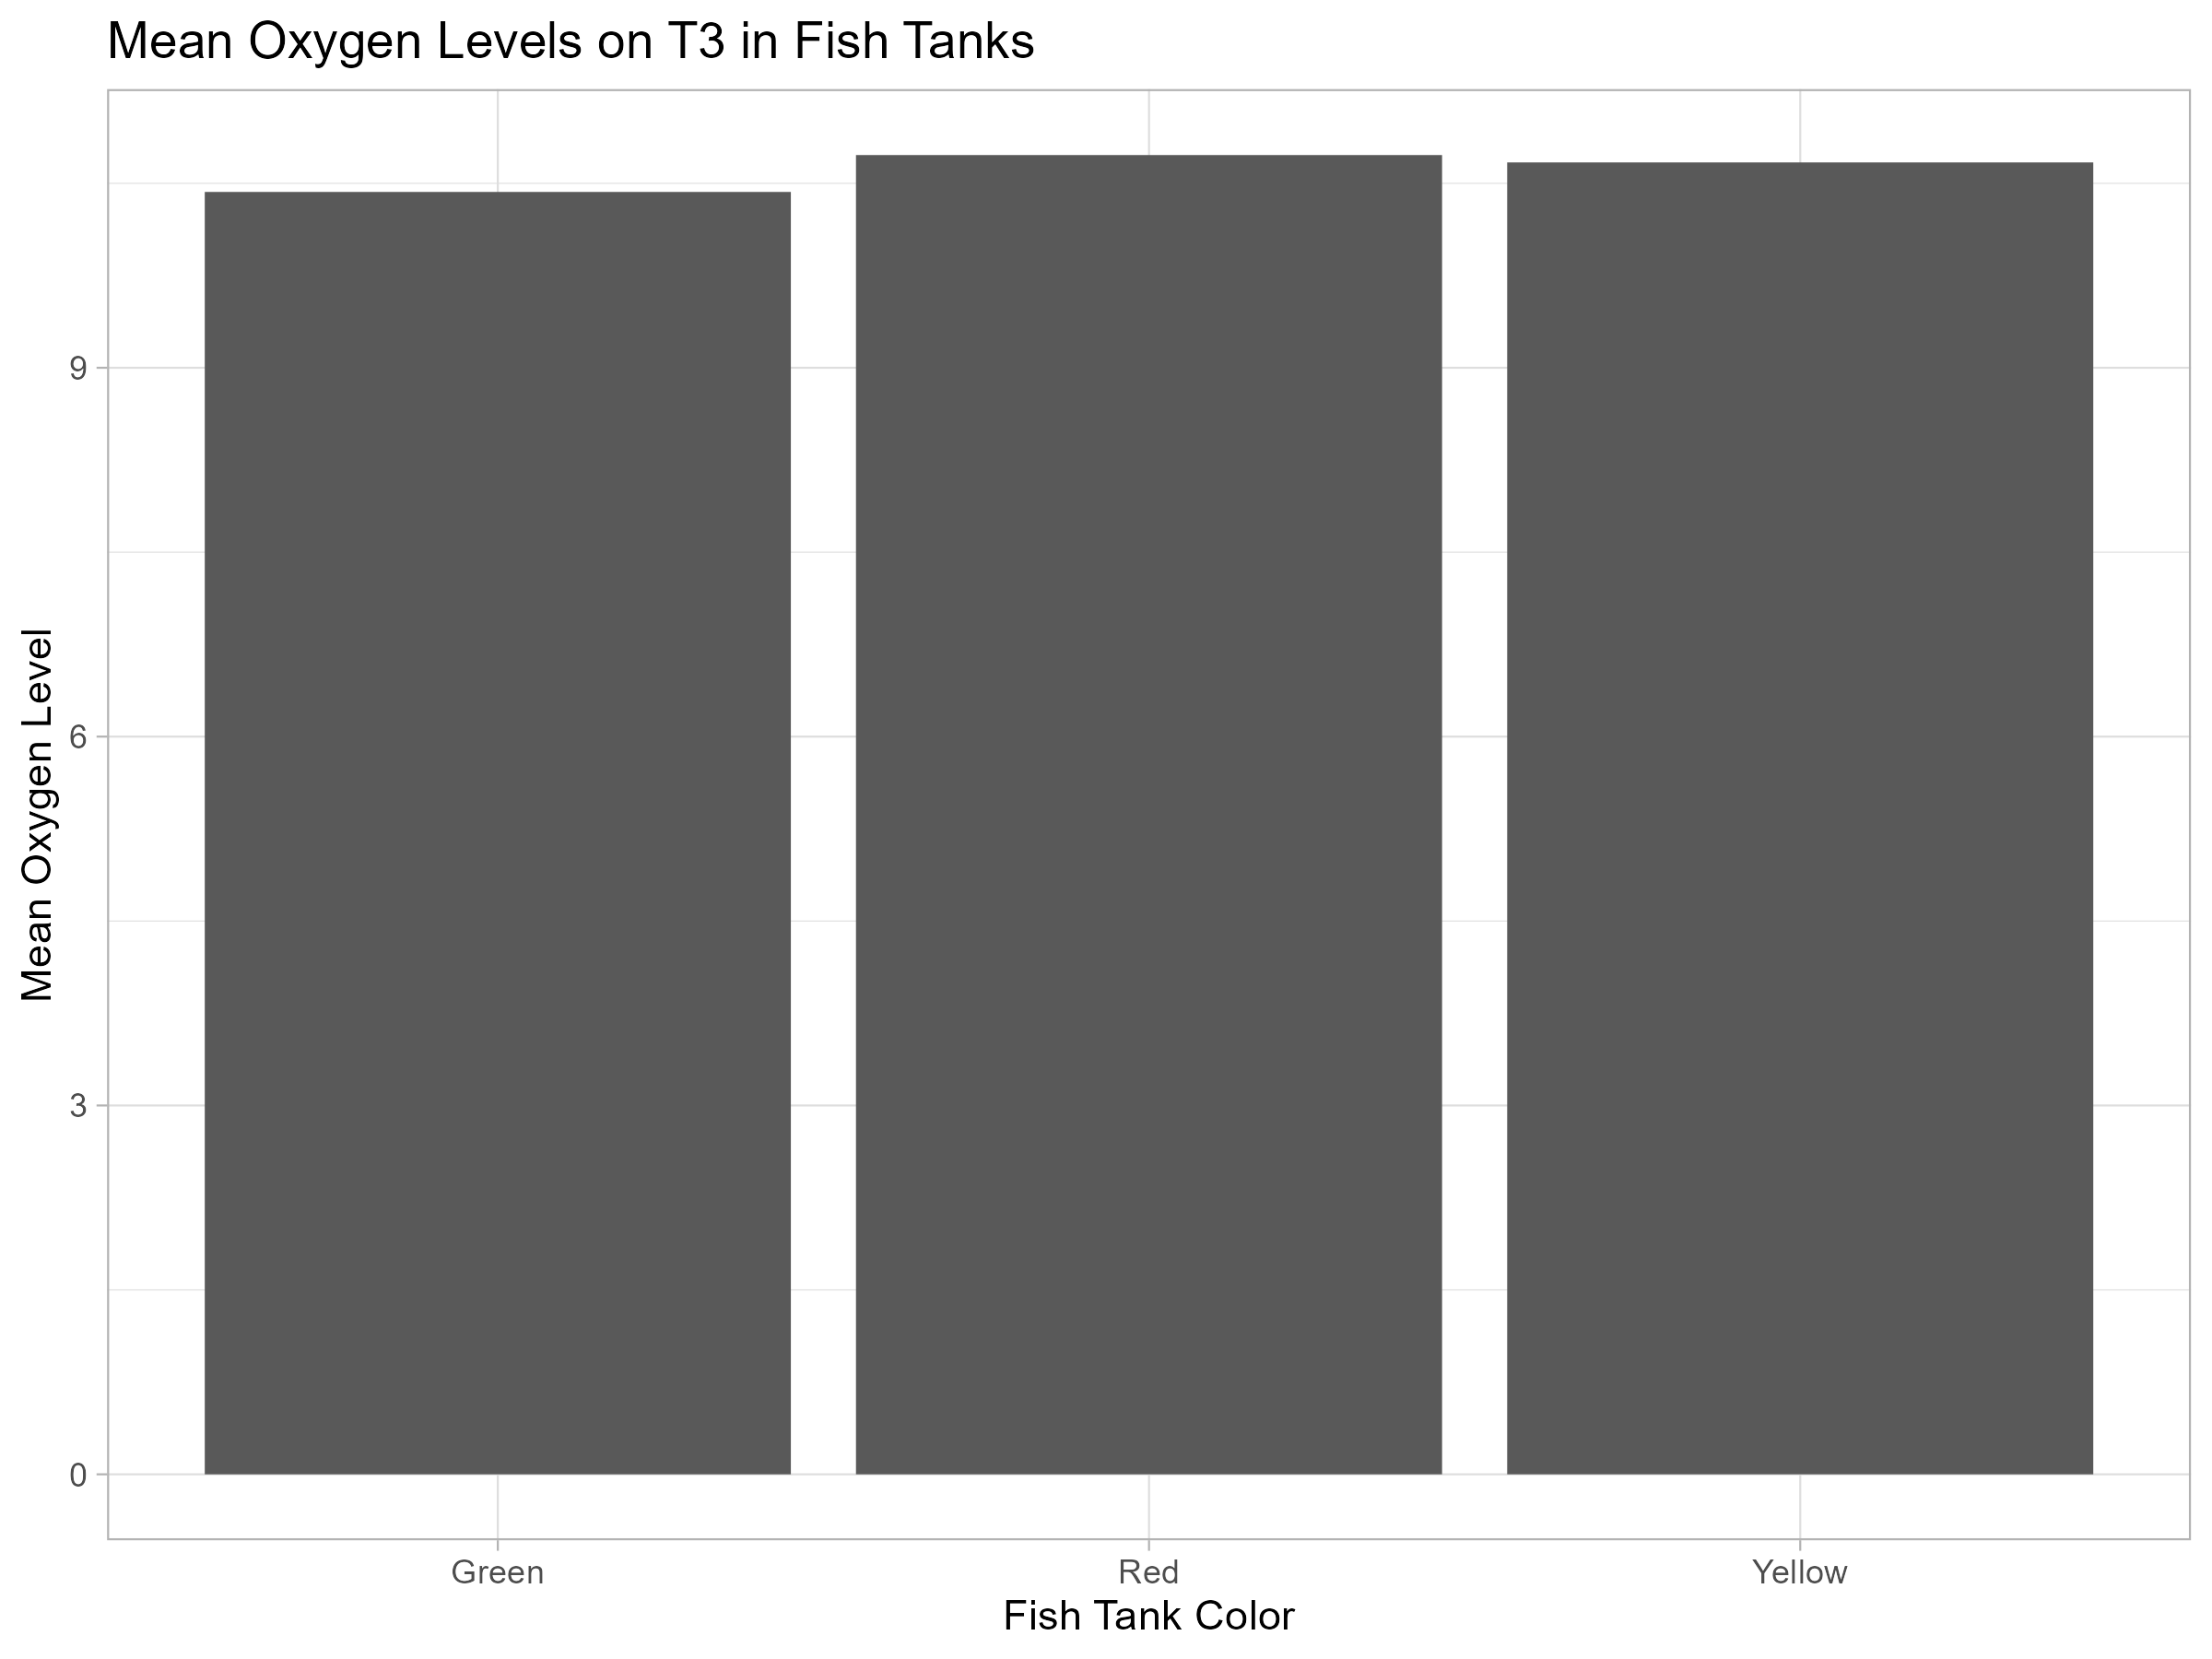 Mean Oxygen Levels on T3 in Fish Tanks
Mean Oxygen Level
9
6
3
0
Green Red Yellow
Fish Tank Color